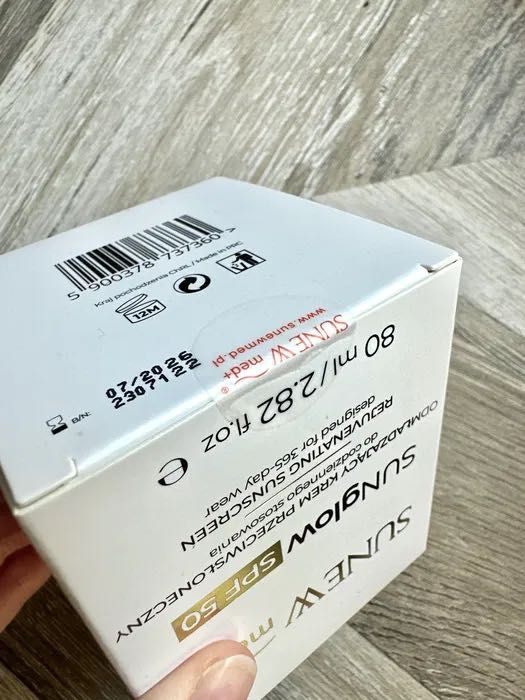 5 900378 737360 >
Kraj pochodzenia ChRL / Made in PRC
12M
07/2026
B/N: 2307122
www.sunewmed.pl
SUNEW med+®
80 ml/2.82 fl.oz
e
designed for 365-day wear
REJUVENATING SUNSCREEN
do codziennego stosowania
ODMŁADZAJĄCY KREM PRZECIWSŁONECZNY
SUNglow SPF 50
SUNEW